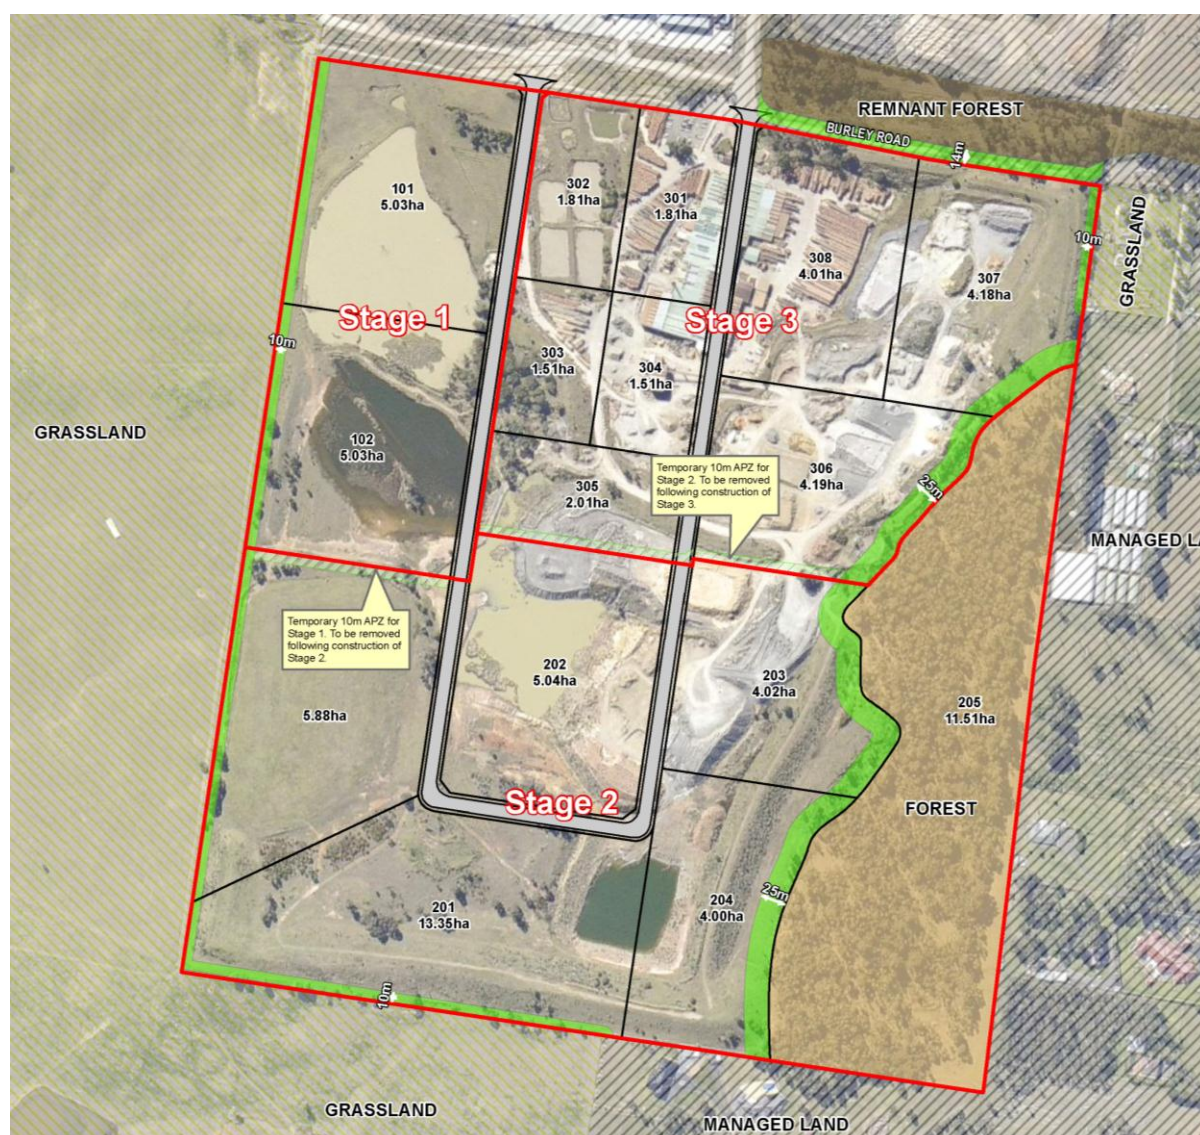 REMNANT FOREST
BURLEY ROAD
14m
101
5.03ha
302
1.81ha
301
1.81ha
308
4.01ha
307
4.18ha
10m
GRASSLAND
Stage 1
Stage 3
10m
303
1.51ha
304
1.51ha
GRASSLAND
102
5.03ha
305
2.01ha
Temporary 10m APZ for
Stage 2. To be removed
following construction of
Stage 3.
306
4.19ha
25m
MANAGED LA
Temporary 10m APZ for
Stage 1. To be removed
following construction of
Stage 2.
5.88ha
202
5.04ha
203
4.02ha
205
11.51ha
Stage 2
FOREST
201
13.35ha
204
4.00ha
25m
10m
GRASSLAND
MANAGED LAND